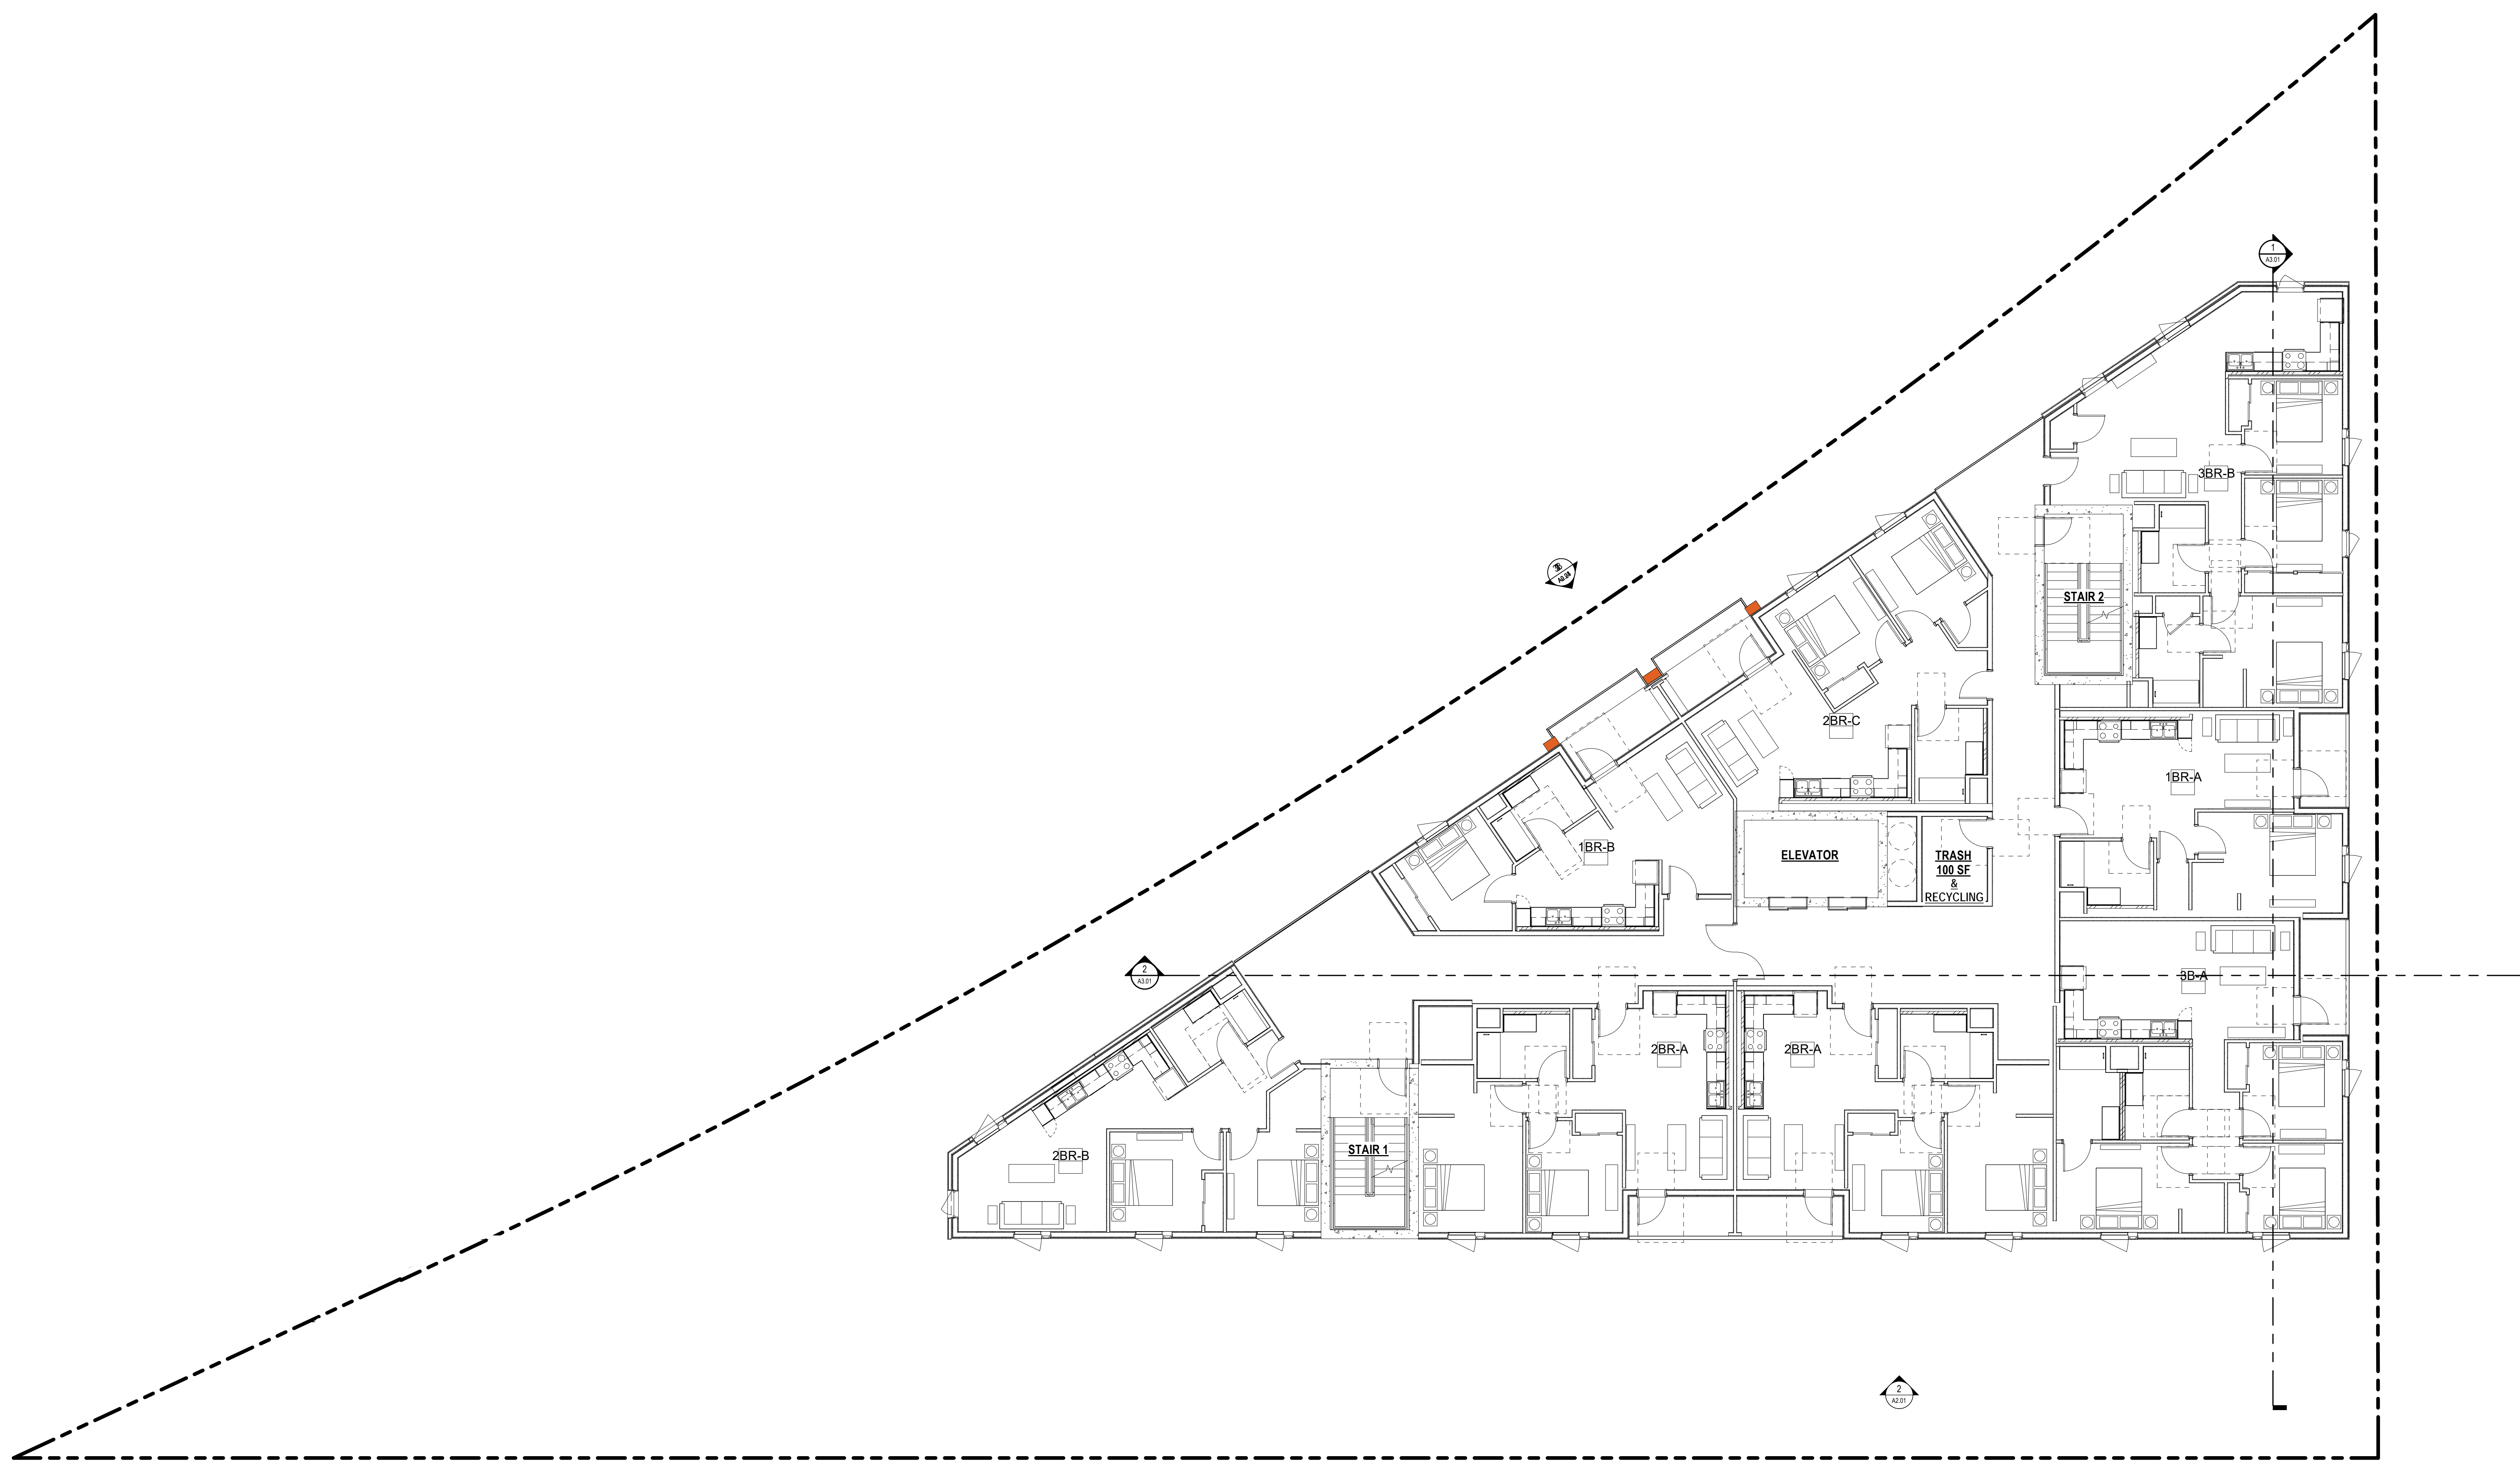 1
A3.01
3BR-B
STAIR 2
2BR-C
1BR-A
1BR-B
ELEVATOR
TRASH
100 SF
&
RECYCLING
2
A3.01
3B-A
2BR-A
2BR-A
STAIR 1
2BR-B
2
A2.01